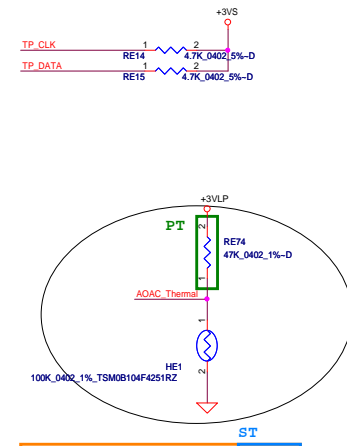 +3VS
TP_CLK 1 2
RE14 4.7K_0402_5%~D
TP_DATA 1 2
RE15 4.7K_0402_5%~D
+3VLP
PT 2
RE74
47K_0402_1%~D
1
AOAC_Thermal
1
HE1
100K_0402_1%_TSM0B104F4251RZ
2
ST